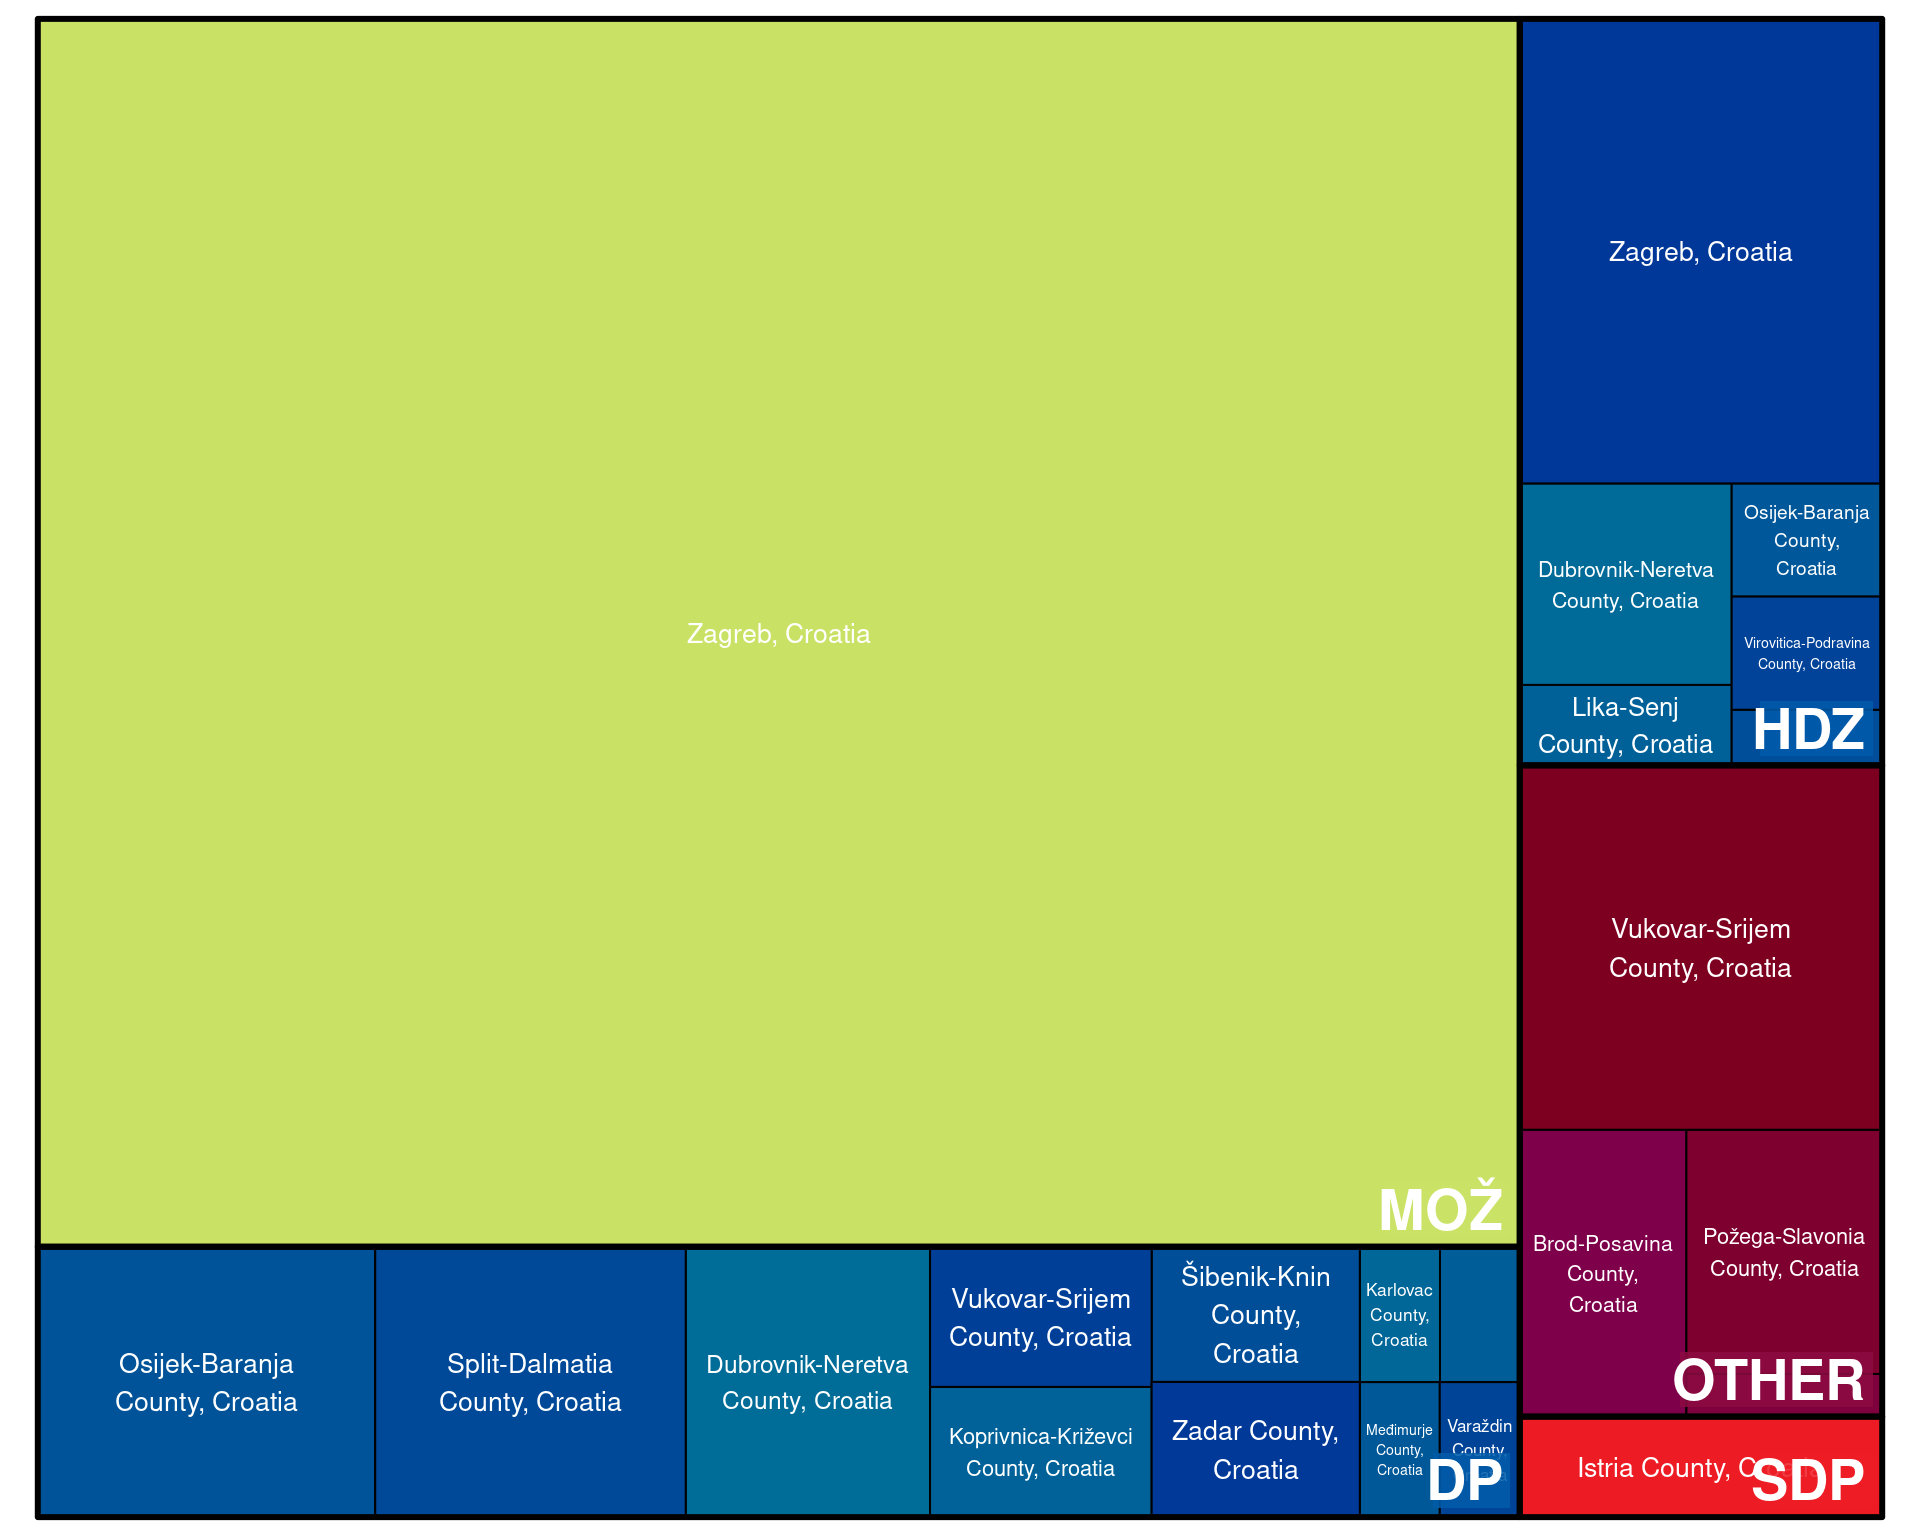 Zagreb, Croatia
MOŽ
Osijek-Baranja
County, Croatia
Split-Dalmatia
County, Croatia
Dubrovnik-Neretva
County, Croatia
Vukovar-Srijem
County, Croatia
Koprivnica-Križevci
County, Croatia
Šibenik-Knin
County,
Croatia
Zadar County,
Croatia
Karlovac
County,
Croatia
Međimurje
County,
Croatia
Varaždin
County,
DP
Zagreb, Croatia
Dubrovnik-Neretva
County, Croatia
Lika-Senj
County, Croatia
Osijek-Baranja
County,
Croatia
Virovitica-Podravina
County, Croatia
HDZ
Vukovar-Srijem
County, Croatia
Brod-Posavina
County,
Croatia
Požega-Slavonia
County, Croatia
OTHER
Istria County,
SDP